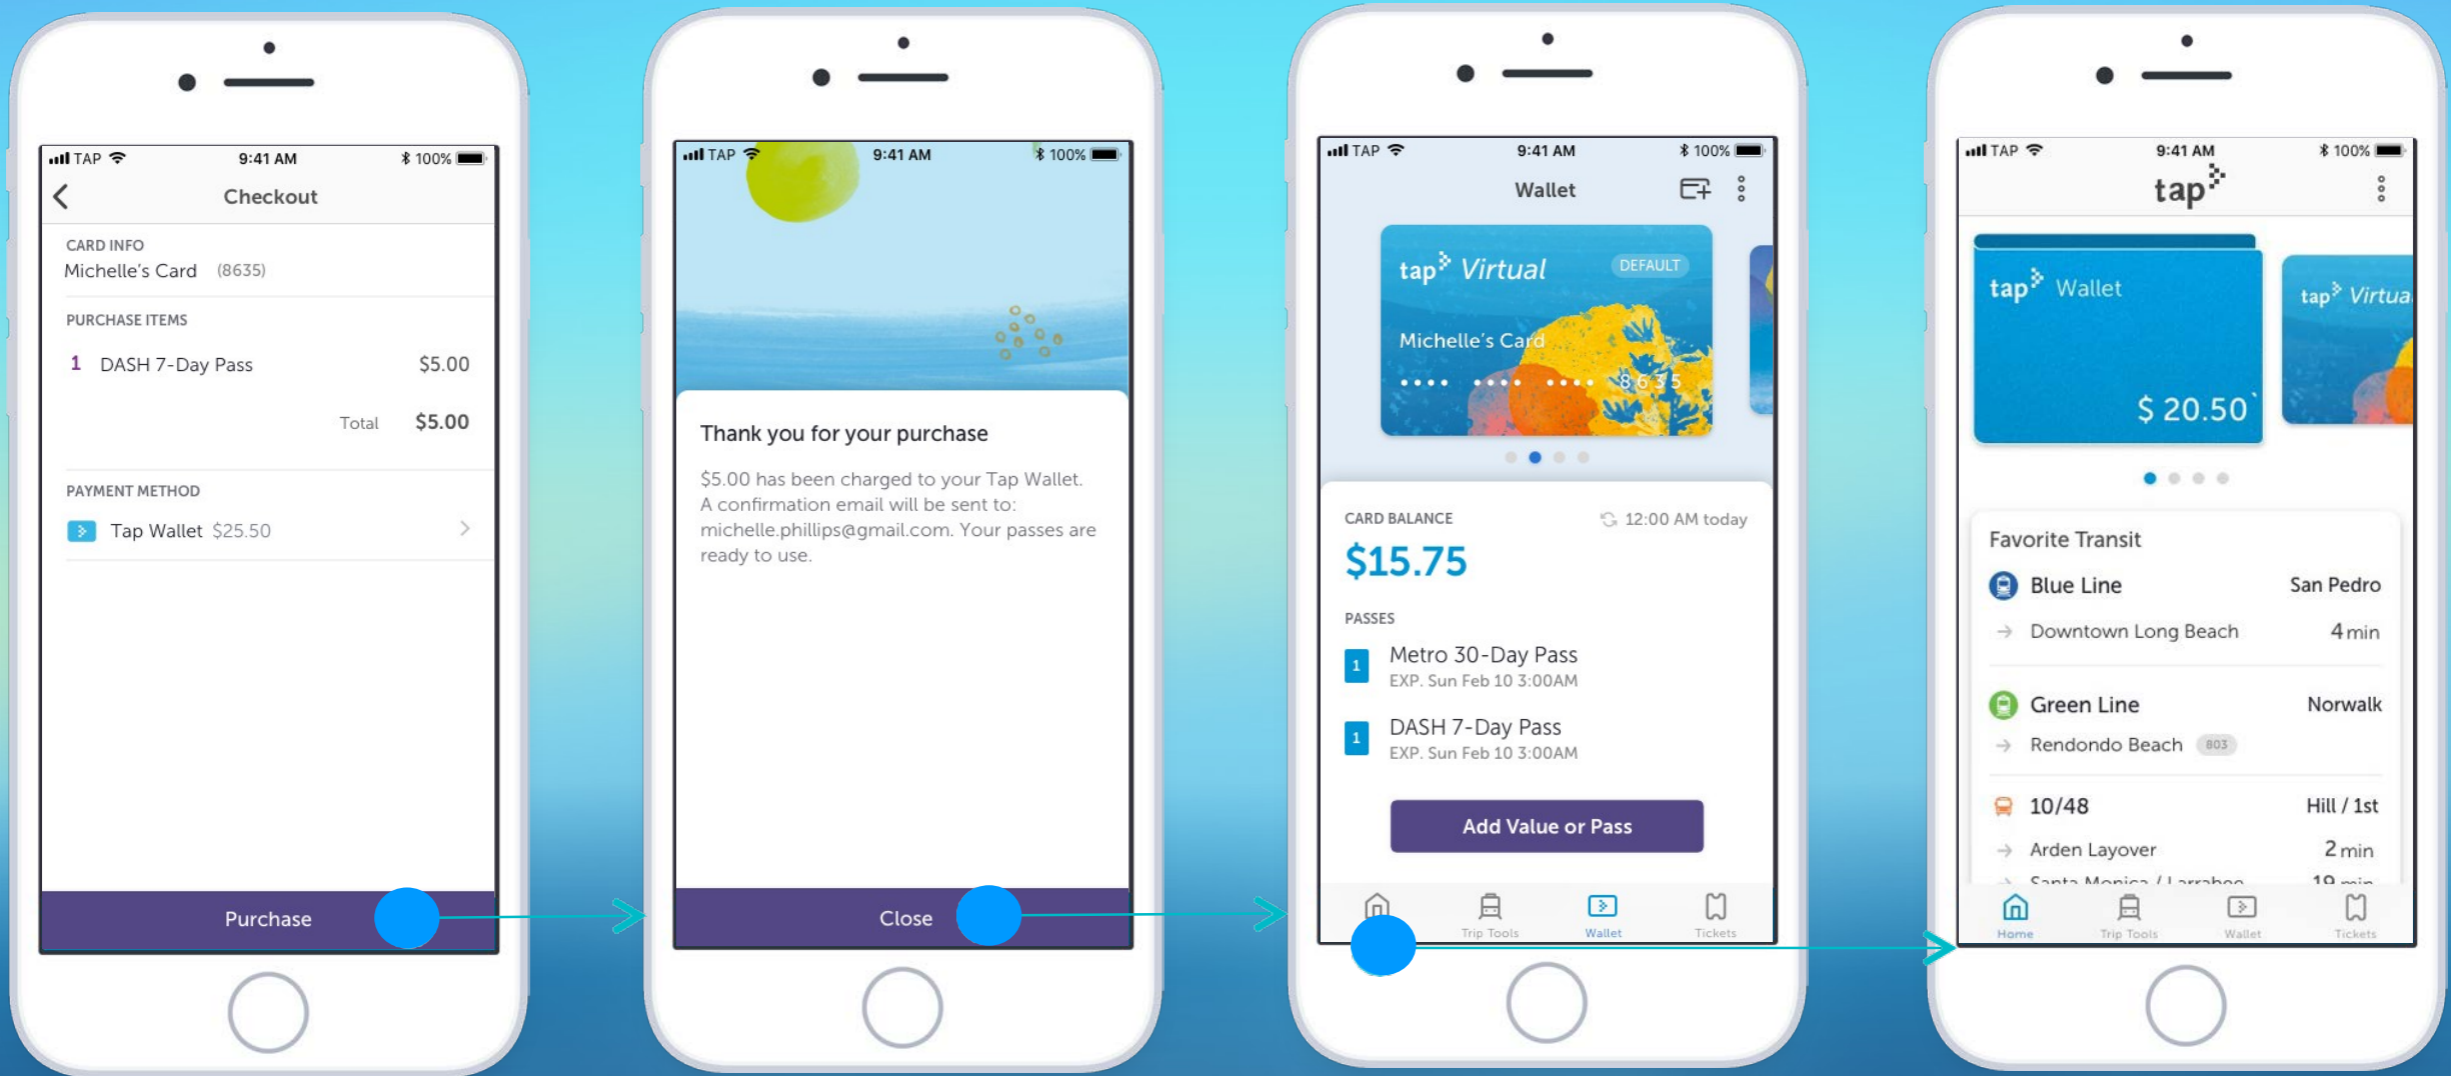 TAP 9:41 AM 100%
Checkout
CARD INFO
Michelle's Card (8635)
PURCHASE ITEMS
1 DASH 7-Day Pass $5.00
Total $5.00
PAYMENT METHOD
Tap Wallet $25.50
Purchase
TAP 9:41 AM 100%
Thank you for your purchase
$5.00 has been charged to your Tap Wallet.
A confirmation email will be sent to:
michelle.phillips@gmail.com. Your passes are
ready to use.
Close
TAP 9:41 AM 100%
Wallet
tap Virtual DEFAULT
Michelle's Card
•••• •••• •••• 8635
CARD BALANCE 12:00 AM today
$15.75
PASSES
1 Metro 30-Day Pass
EXP. Sun Feb 10 3:00AM
1 DASH 7-Day Pass
EXP. Sun Feb 10 3:00AM
Add Value or Pass
Trip Tools Wallet Tickets
TAP 9:41 AM 100%
tap
tap Wallet
$ 20.50`
tap Virtua
Favorite Transit
Blue Line San Pedro
Downtown Long Beach 4 min
Green Line Norwalk
Rendondo Beach 803
10/48 Hill / 1st
Arden Layover 2 min
Santa Monica / Larrabee 19 min
Home Trip Tools Wallet Tickets